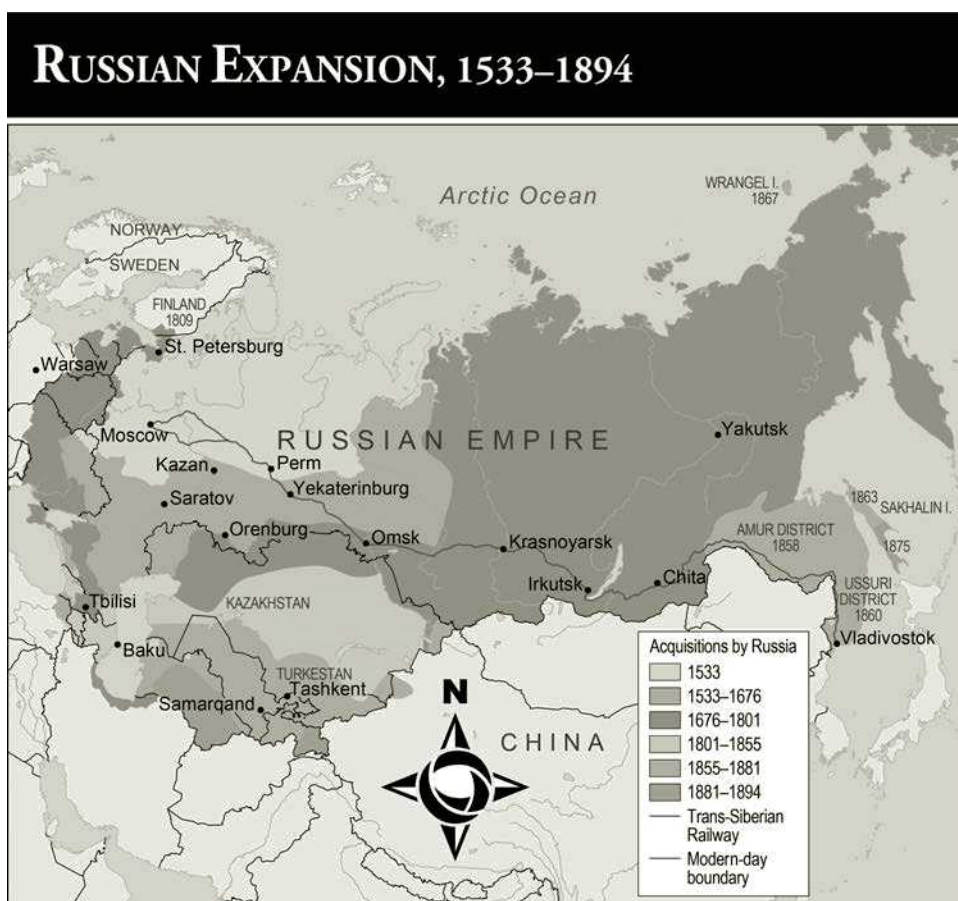 RUSSIAN EXPANSION, 1533–1894
Arctic Ocean
WRANGEL I.
1867
NORWAY
SWEDEN
FINLAND
1809
St. Petersburg
Warsaw
Moscow
RUSSIAN EMPIRE
Yakutsk
Kazan
Perm
Yekaterinburg
Saratov
1863
SAKHALIN I.
Orenburg
Omsk
Krasnoyarsk
AMUR DISTRICT
1858
1875
Irkutsk
Chita
USSURI
DISTRICT
1860
Tbilisi
KAZAKHSTAN
Vladivostok
Baku
TURKESTAN
Tashkent
Samarqand
N
CHINA
Acquisitions by Russia
1533
1533–1676
1676–1801
1801–1855
1855–1881
1881–1894
Trans-Siberian
Railway
Modern-day
boundary